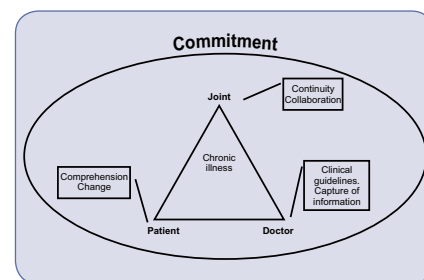 Commitment
Joint
Continuity
Collaboration
Chronic
illness
Comprehension
Change
Clinical
guidelines.
Capture of
information
Patient
Doctor